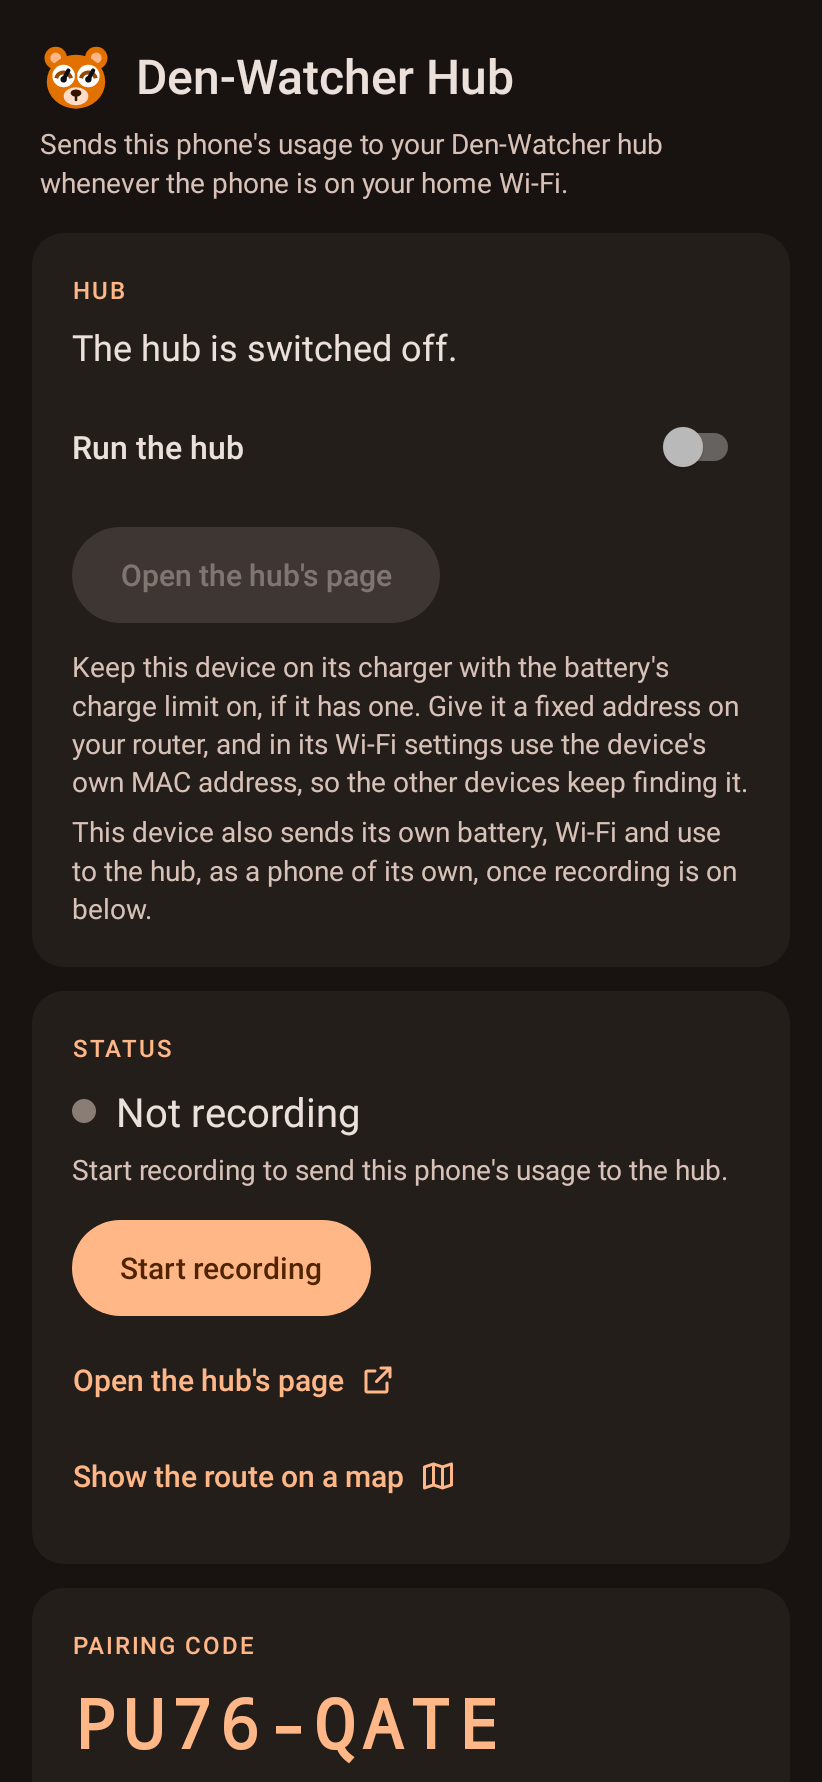 Den-Watcher Hub
Sends this phone's usage to your Den-Watcher hub
whenever the phone is on your home Wi-Fi.
HUB
The hub is switched off.
Run the hub
Open the hub's page
Keep this device on its charger with the battery's
charge limit on, if it has one. Give it a fixed address on
your router, and in its Wi-Fi settings use the device's
own MAC address, so the other devices keep finding it.
This device also sends its own battery, Wi-Fi and use
to the hub, as a phone of its own, once recording is on
below.
STATUS
Not recording
Start recording to send this phone's usage to the hub.
Start recording
Open the hub's page
Show the route on a map
PAIRING CODE
PU76-QATE